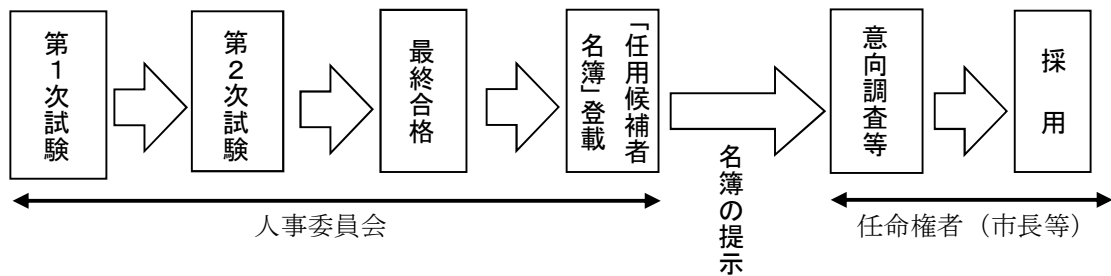 第１次試験
第２次試験
最終合格
「任用候補者
名簿」登載
名簿の提示
意向調査等
採用
人事委員会
任命権者（市長等）